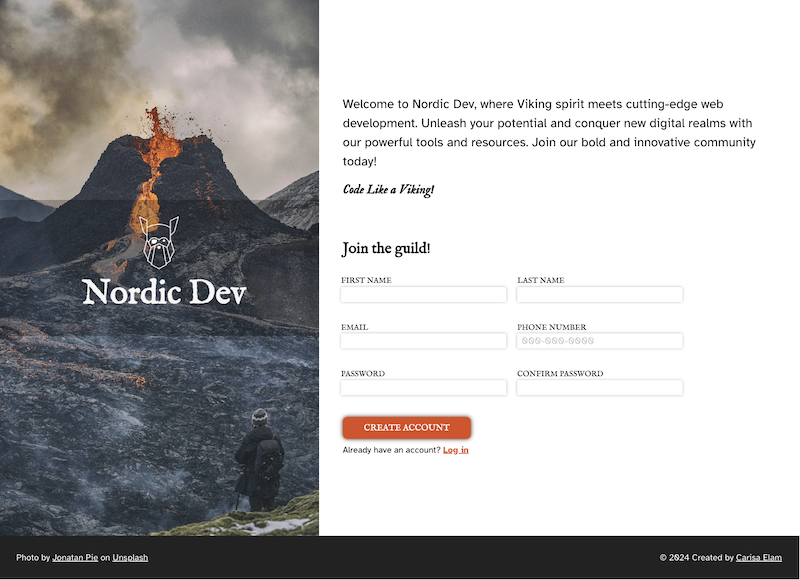 Nordic Dev
Welcome to Nordic Dev, where Viking spirit meets cutting-edge web
development. Unleash your potential and conquer new digital realms with
our powerful tools and resources. Join our bold and innovative community
today!
Code Like a Viking!
Join the guild!
FIRST NAME
LAST NAME
EMAIL
PHONE NUMBER
000-000-0000
PASSWORD
CONFIRM PASSWORD
CREATE ACCOUNT
Already have an account? Log in
Photo by Jonatan Pie on Unsplash
© 2024 Created by Carisa Elam